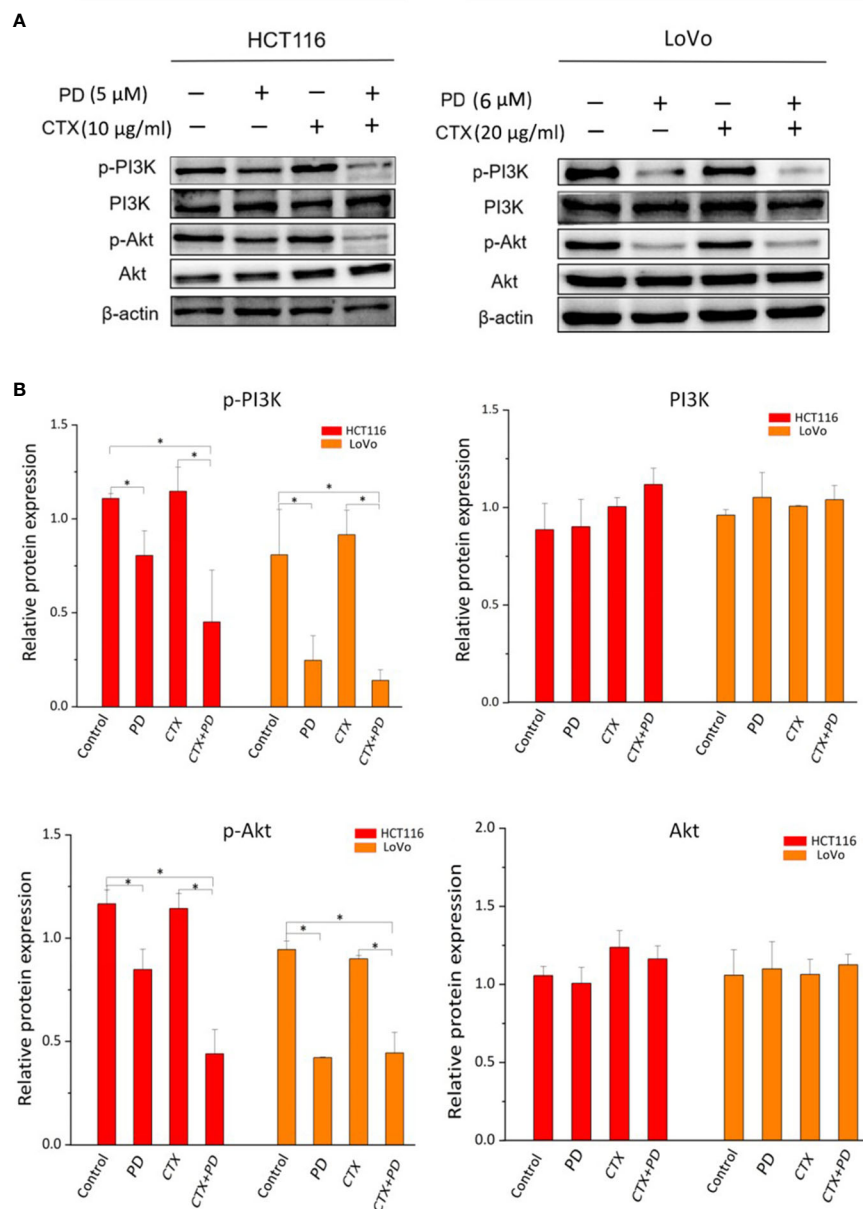 A
HCT116
PD (5 μM) − + − +
CTX(10 μg/ml) − − + +
p-PI3K
PI3K
p-Akt
Akt
β-actin
LoVo
PD (6 μM) − + − +
CTX(20 μg/ml) − − + +
p-PI3K
PI3K
p-Akt
Akt
β-actin
B
p-PI3K
Relative protein expression
1.5
1.0
0.5
0.0
HCT116
LoVo
* * *
* * *
Control PD CTX CTX+PD Control PD CTX CTX+PD
PI3K
Relative protein expression
1.5
1.0
0.5
0.0
HCT116
LoVo
Control PD CTX CTX+PD Control PD CTX CTX+PD
p-Akt
Relative protein expression
1.5
1.0
0.5
0.0
HCT116
LoVo
* * *
* * *
Control PD CTX CTX+PD Control PD CTX CTX+PD
Akt
Relative protein expression
2.0
1.5
1.0
0.5
0.0
HCT116
LoVo
Control PD CTX CTX+PD Control PD CTX CTX+PD